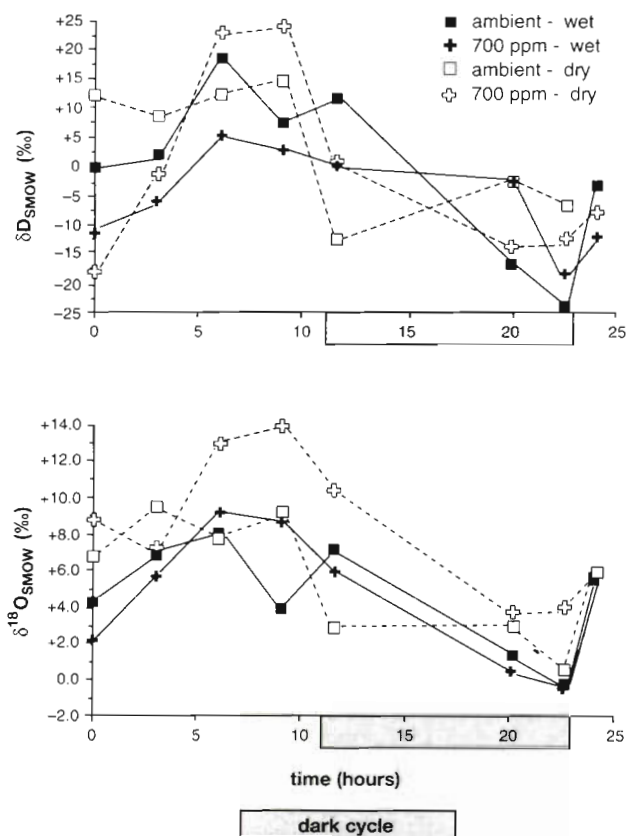 +25
+20
+15
+10
+5
0
−5
−10
−15
−20
−25
δD_SMOW (‰)
ambient - wet
700 ppm - wet
ambient - dry
700 ppm - dry
0 5 10 15 20 25
+14.0
+12.0
+10.0
+8.0
+6.0
+4.0
+2.0
0.0
−2.0
δ¹⁸O_SMOW (‰)
0 5 10 15 20 25
time (hours)
dark cycle